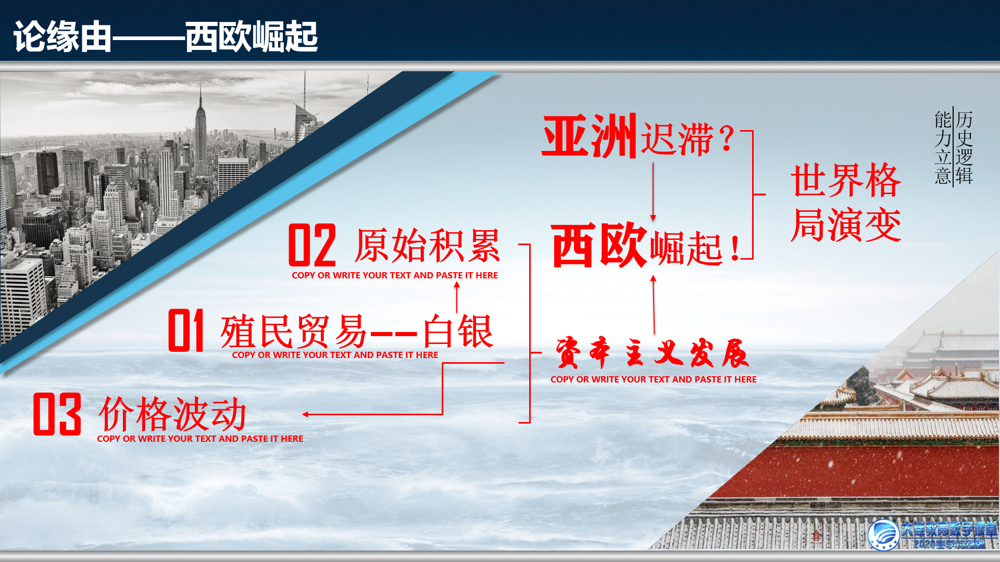 论缘由——西欧崛起
历史逻辑
能力立意
亚洲迟滞?
世界格
局演变
西欧崛起!
02 原始积累
COPY OR WRITE YOUR TEXT AND PASTE IT HERE
01 殖民贸易——白银
COPY OR WRITE YOUR TEXT AND PASTE IT HERE
資本主义发展
COPY OR WRITE YOUR TEXT AND PASTE IT HERE
03 价格波动
COPY OR WRITE YOUR TEXT AND PASTE IT HERE
大连教育数字课堂
2020春季特别版